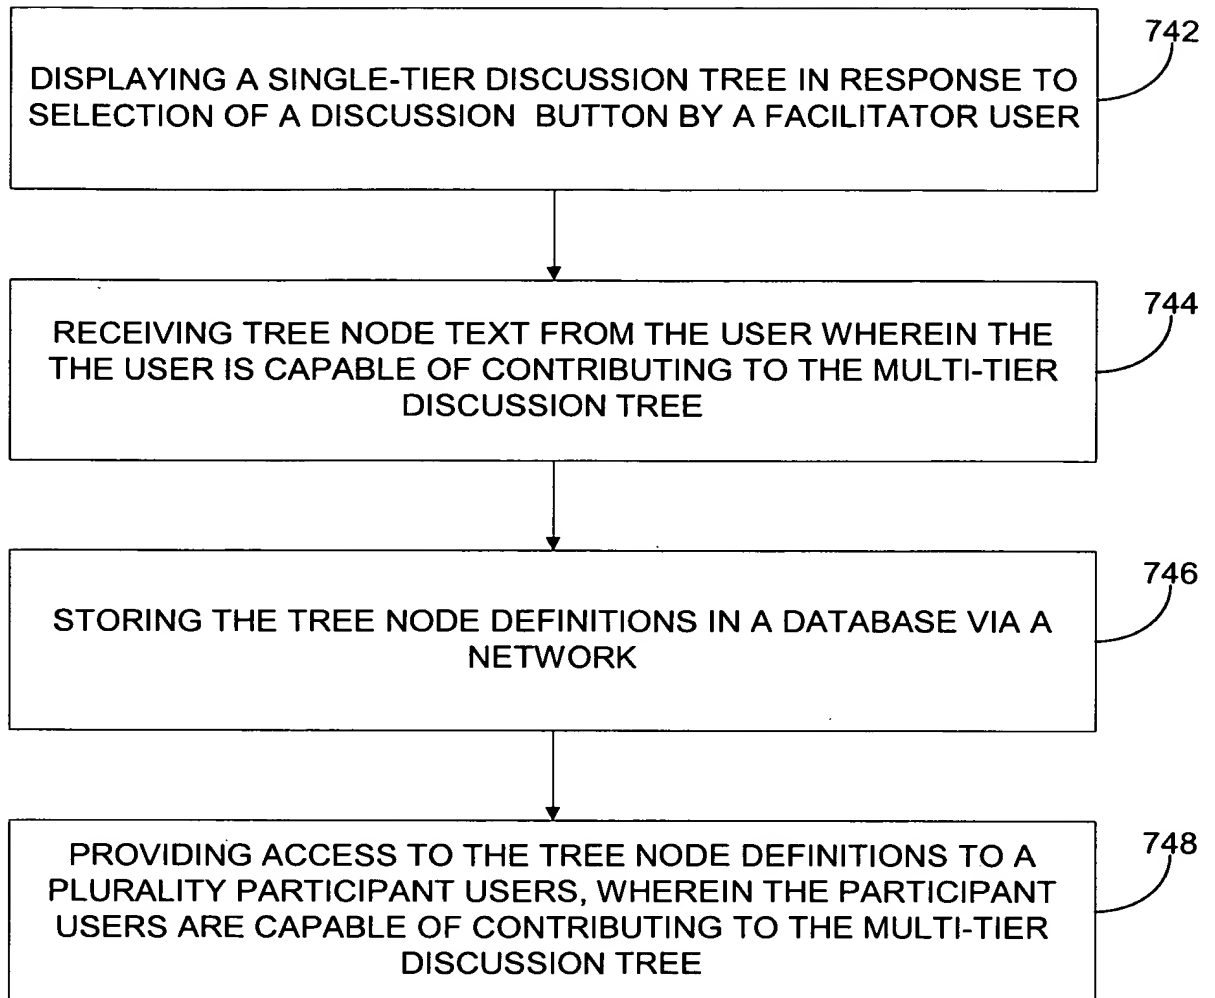 742
DISPLAYING A SINGLE-TIER DISCUSSION TREE IN RESPONSE TO
SELECTION OF A DISCUSSION BUTTON BY A FACILITATOR USER
744
RECEIVING TREE NODE TEXT FROM THE USER WHEREIN THE
THE USER IS CAPABLE OF CONTRIBUTING TO THE MULTI-TIER
DISCUSSION TREE
746
STORING THE TREE NODE DEFINITIONS IN A DATABASE VIA A
NETWORK
748
PROVIDING ACCESS TO THE TREE NODE DEFINITIONS TO A
PLURALITY PARTICIPANT USERS, WHEREIN THE PARTICIPANT
USERS ARE CAPABLE OF CONTRIBUTING TO THE MULTI-TIER
DISCUSSION TREE